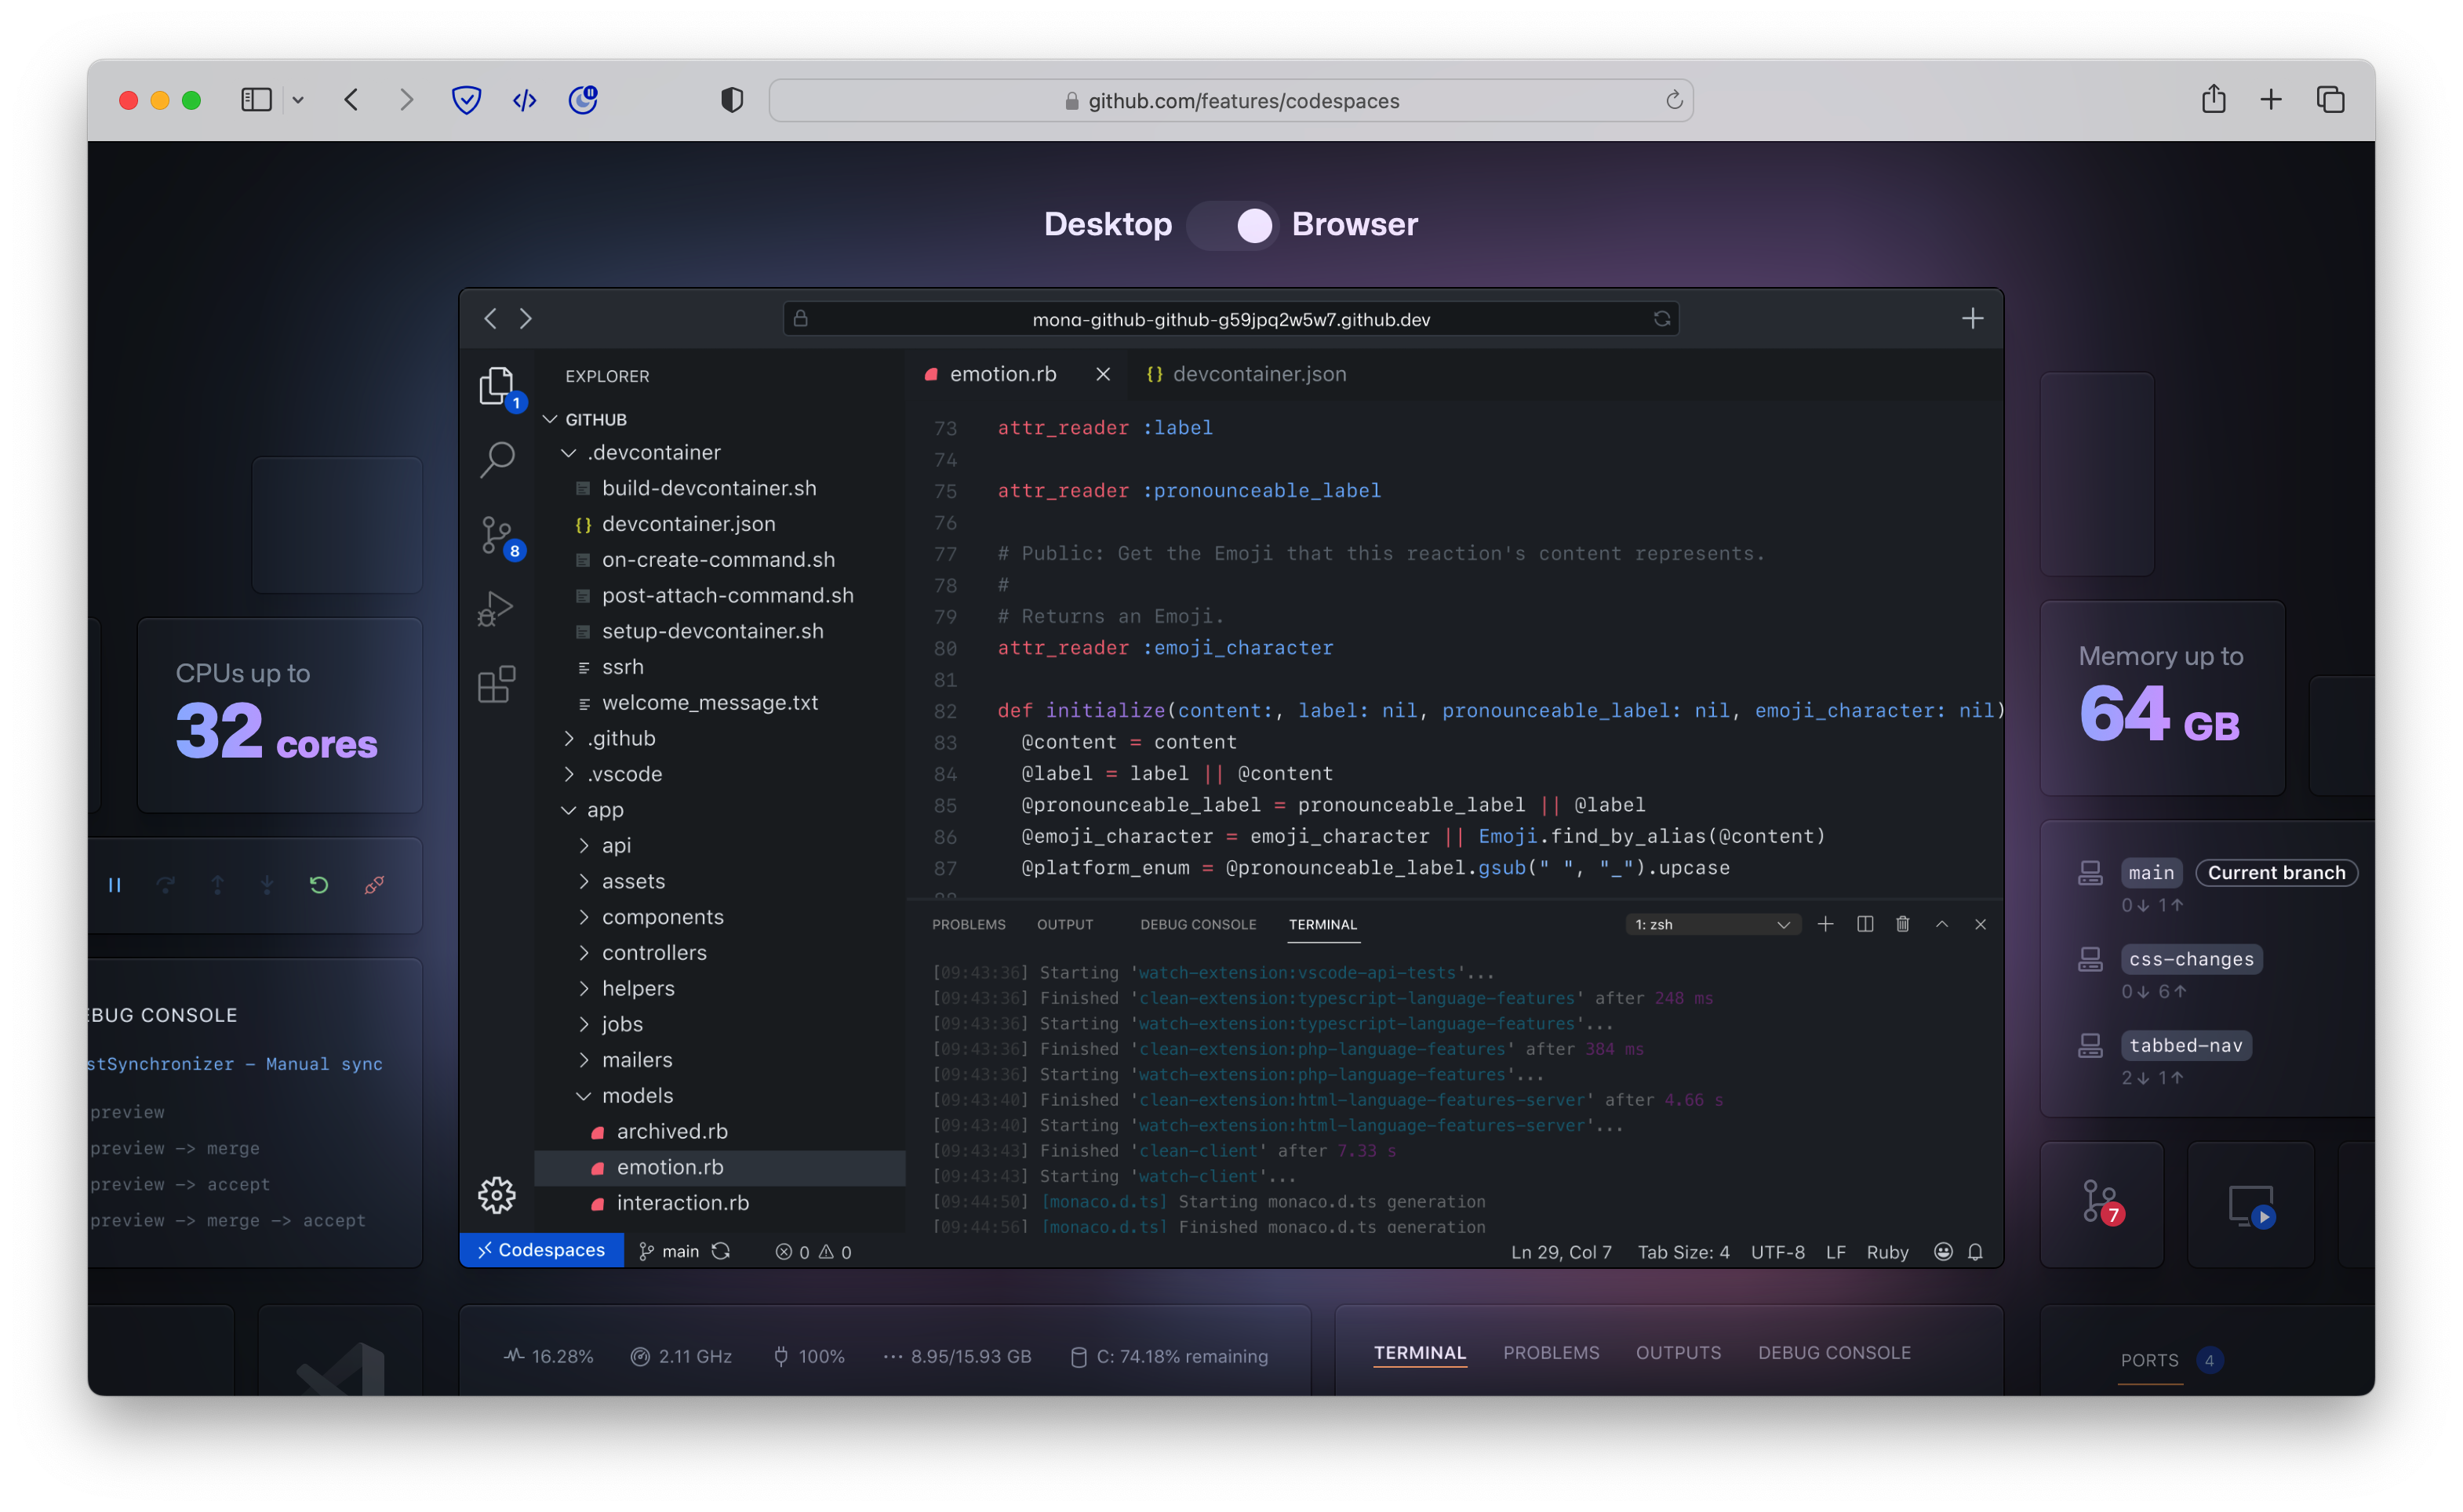 github.com/features/codespaces
Desktop Browser
mona-github-github-g59jpq2w5w7.github.dev
1
8
EXPLORER
GITHUB
.devcontainer
build-devcontainer.sh
{} devcontainer.json
on-create-command.sh
post-attach-command.sh
setup-devcontainer.sh
ssrh
welcome_message.txt
.github
.vscode
app
api
assets
components
controllers
helpers
jobs
mailers
models
archived.rb
emotion.rb
interaction.rb
emotion.rb
{} devcontainer.json
73 attr_reader :label
74
75 attr_reader :pronounceable_label
76
77 # Public: Get the Emoji that this reaction's content represents.
78 #
79 # Returns an Emoji.
80 attr_reader :emoji_character
81
82 def initialize(content:, label: nil, pronounceable_label: nil, emoji_character: nil)
83 @content = content
84 @label = label || @content
85 @pronounceable_label = pronounceable_label || @label
86 @emoji_character = emoji_character || Emoji.find_by_alias(@content)
87 @platform_enum = @pronounceable_label.gsub(" ", "_").upcase
PROBLEMS OUTPUT DEBUG CONSOLE TERMINAL
1: zsh
[09:43:36] Starting 'watch-extension:vscode-api-tests'...
[09:43:36] Finished 'clean-extension:typescript-language-features' after 248 ms
[09:43:36] Starting 'watch-extension:typescript-language-features'...
[09:43:36] Finished 'clean-extension:php-language-features' after 384 ms
[09:43:36] Starting 'watch-extension:php-language-features'...
[09:43:40] Finished 'clean-extension:html-language-features-server' after 4.66 s
[09:43:40] Starting 'watch-extension:html-language-features-server'...
[09:43:43] Finished 'clean-client' after 7.33 s
[09:43:43] Starting 'watch-client'...
[09:44:50] [monaco.d.ts] Starting monaco.d.ts generation
[09:44:56] [monaco.d.ts] Finished monaco.d.ts generation
Codespaces main 0 0
Ln 29, Col 7 Tab Size: 4 UTF-8 LF Ruby
CPUs up to
32 cores
EBUG CONSOLE
stSynchronizer – Manual sync
preview
preview –> merge
preview –> accept
preview –> merge –> accept
Memory up to
64 GB
main Current branch
0↓ 1↑
css-changes
0↓ 6↑
tabbed-nav
2↓ 1↑
7
16.28% 2.11 GHz 100% ··· 8.95/15.93 GB C: 74.18% remaining
TERMINAL PROBLEMS OUTPUTS DEBUG CONSOLE
PORTS 4